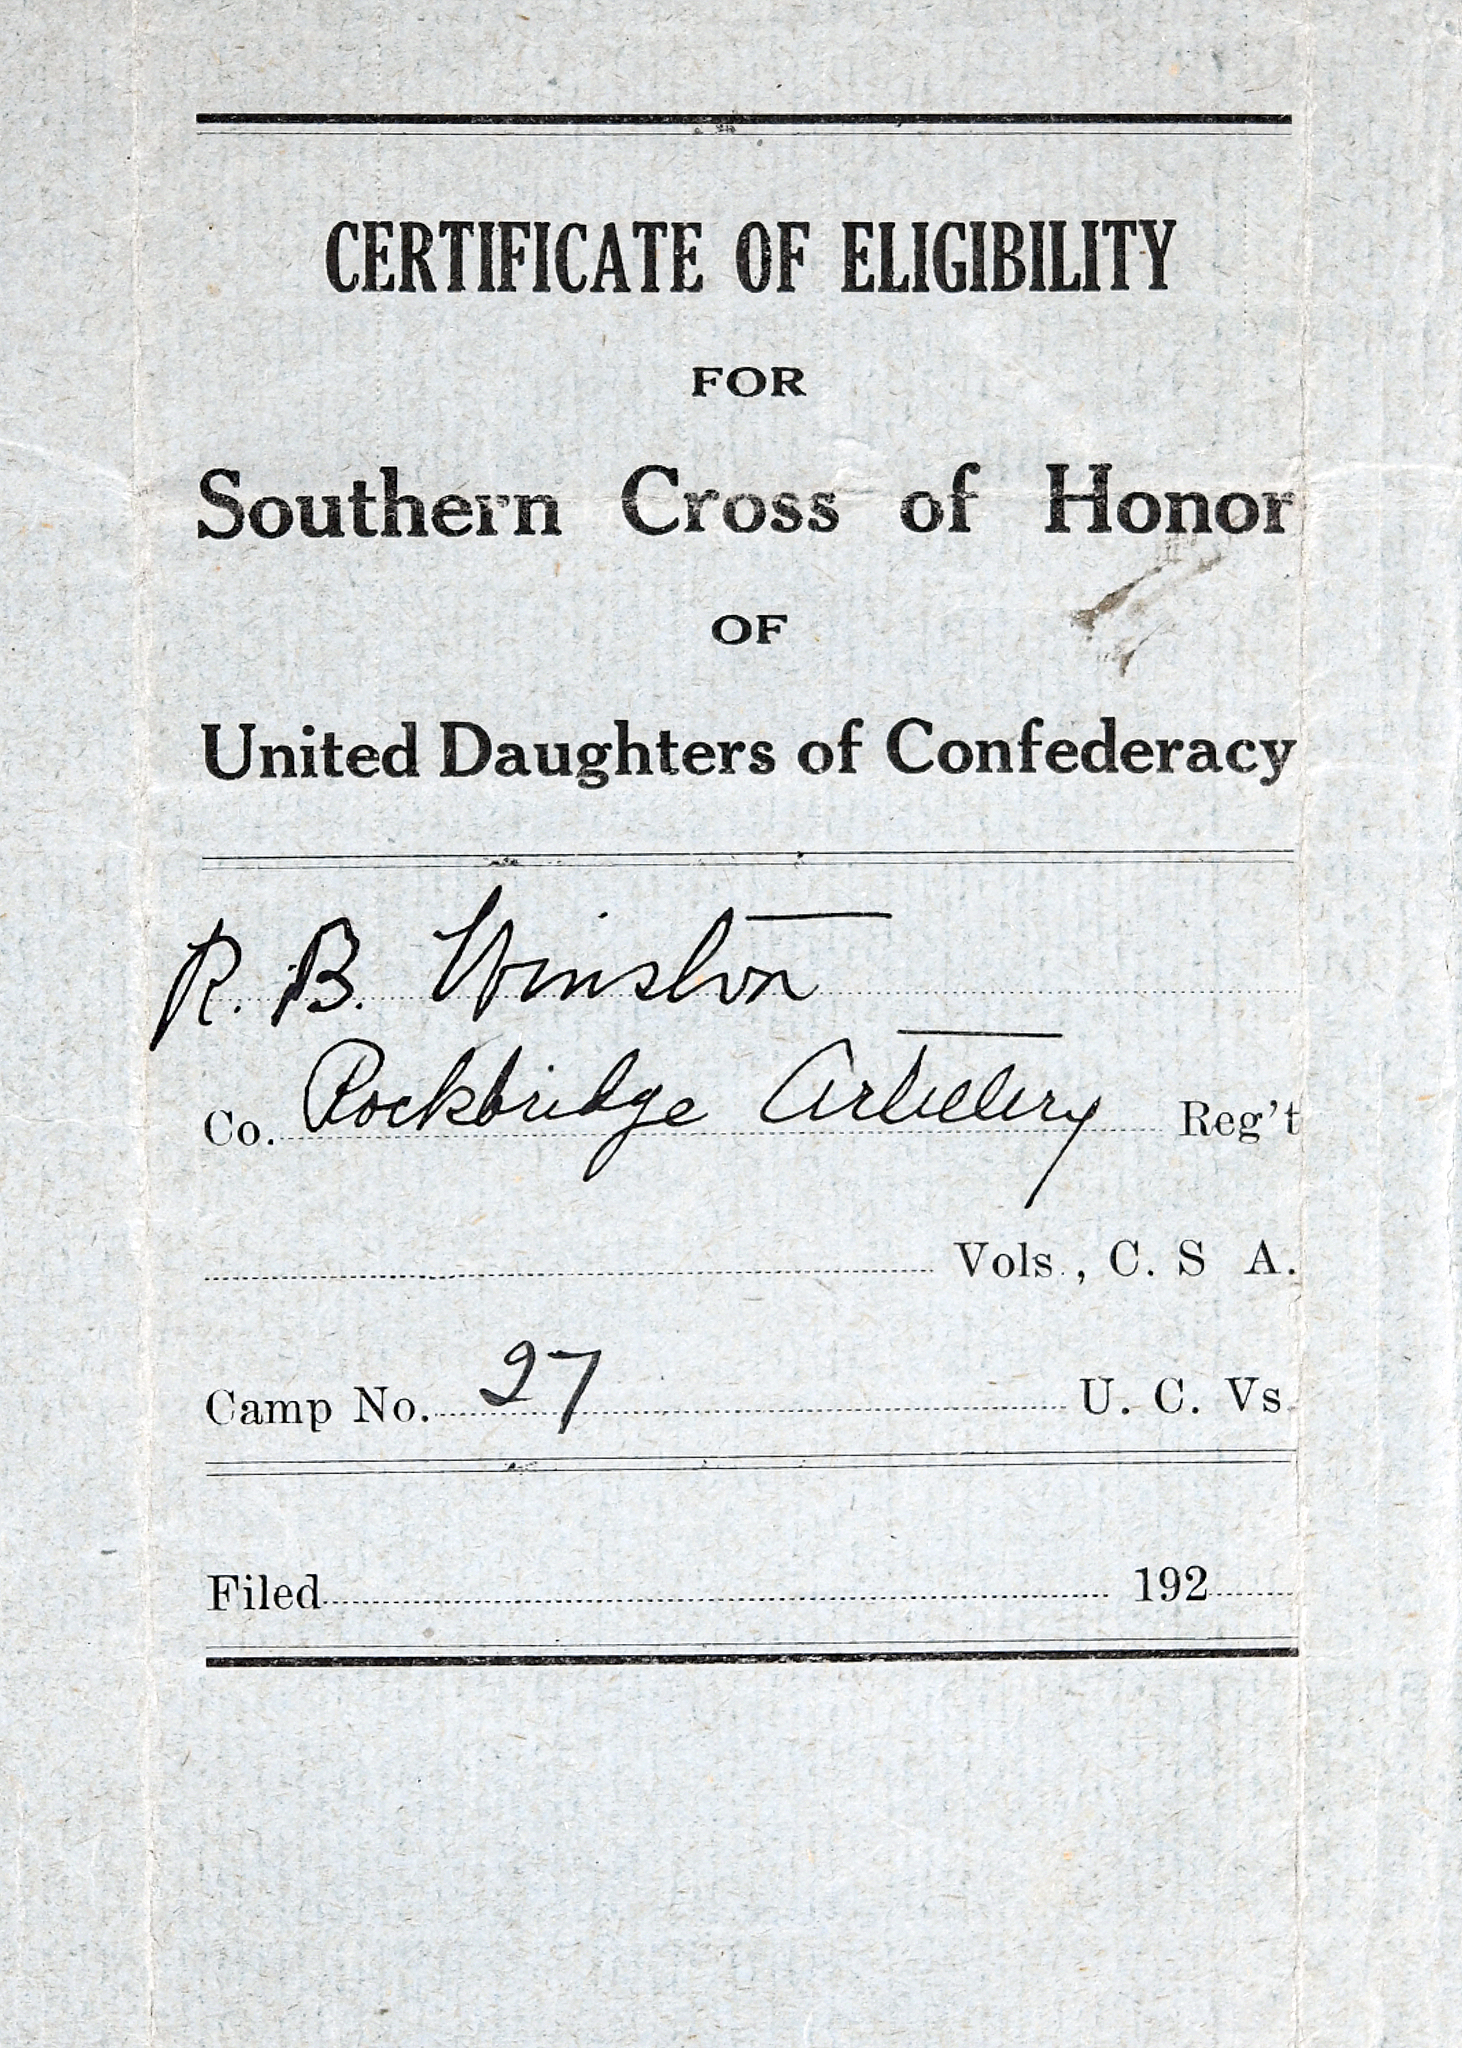 CERTIFICATE OF ELIGIBILITY
FOR
Southern Cross of Honor
OF
United Daughters of Confederacy
R. B. Winston
Co. Rockbridge Artillery Reg't
Vols., C. S A.
Camp No. 27 U. C. Vs.
Filed 192